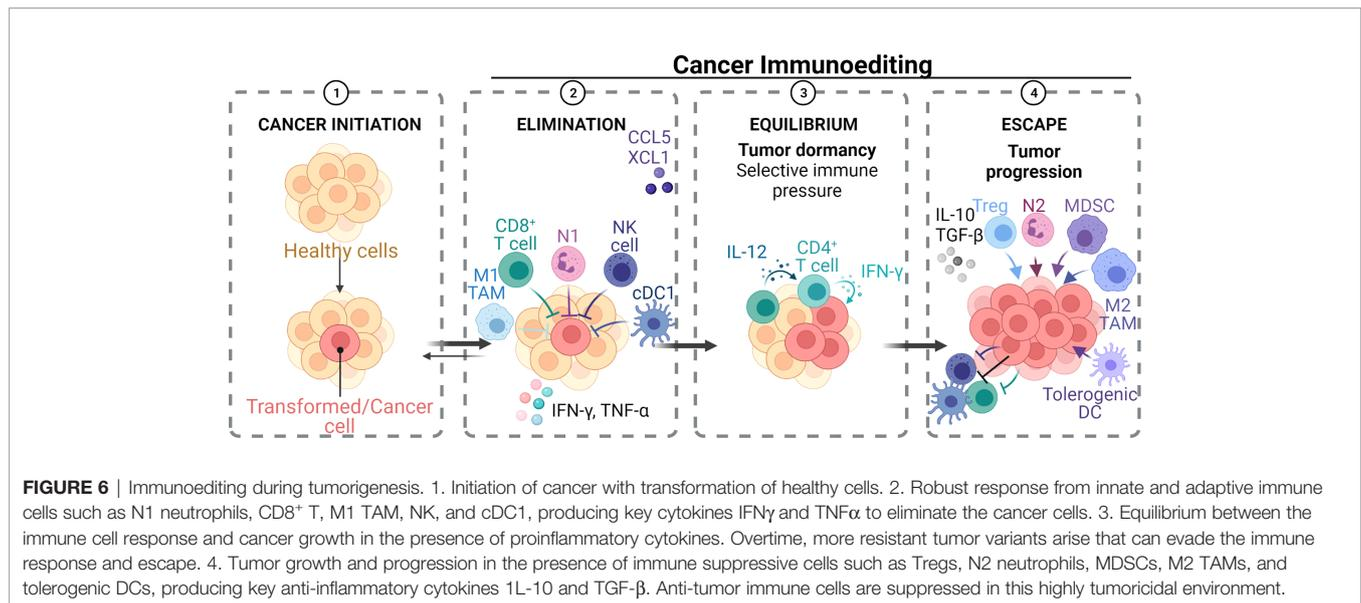 Cancer Immunoediting
1
CANCER INITIATION
Healthy cells
Transformed/Cancer
cell
2
ELIMINATION
CCL5
XCL1
CD8+
T cell
N1
NK
cell
M1
TAM
cDC1
IFN-γ, TNF-α
3
EQUILIBRIUM
Tumor dormancy
Selective immune
pressure
IL-12
CD4+
T cell
IFN-γ
4
ESCAPE
Tumor
progression
IL-10
TGF-β
Treg
N2
MDSC
M2
TAM
Tolerogenic
DC
FIGURE 6 | Immunoediting during tumorigenesis. 1. Initiation of cancer with transformation of healthy cells. 2. Robust response from innate and adaptive immune
cells such as N1 neutrophils, CD8+ T, M1 TAM, NK, and cDC1, producing key cytokines IFNγ and TNFα to eliminate the cancer cells. 3. Equilibrium between the
immune cell response and cancer growth in the presence of proinflammatory cytokines. Overtime, more resistant tumor variants arise that can evade the immune
response and escape. 4. Tumor growth and progression in the presence of immune suppressive cells such as Tregs, N2 neutrophils, MDSCs, M2 TAMs, and
tolerogenic DCs, producing key anti-inflammatory cytokines 1L-10 and TGF-β. Anti-tumor immune cells are suppressed in this highly tumoricidal environment.